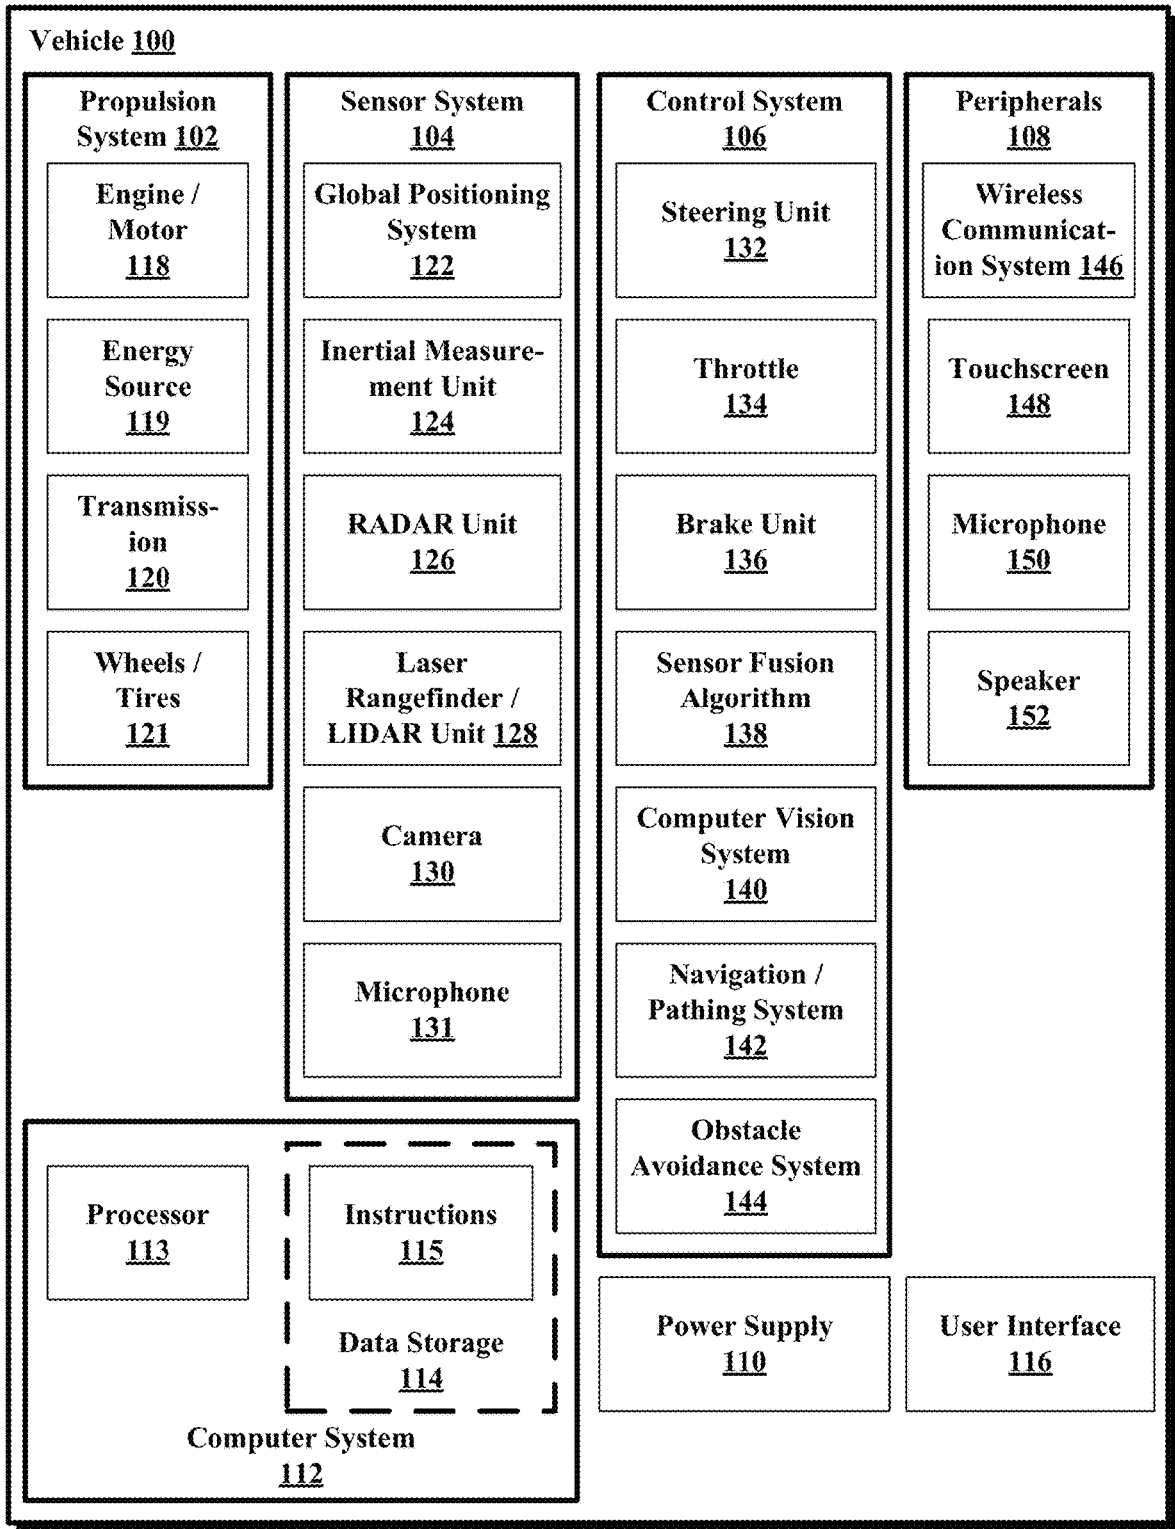 Vehicle 100
Propulsion
System 102
Engine /
Motor
118
Energy
Source
119
Transmiss-
ion
120
Wheels /
Tires
121
Sensor System
104
Global Positioning
System
122
Inertial Measure-
ment Unit
124
RADAR Unit
126
Laser
Rangefinder /
LIDAR Unit 128
Camera
130
Microphone
131
Control System
106
Steering Unit
132
Throttle
134
Brake Unit
136
Sensor Fusion
Algorithm
138
Computer Vision
System
140
Navigation /
Pathing System
142
Obstacle
Avoidance System
144
Peripherals
108
Wireless
Communicat-
ion System 146
Touchscreen
148
Microphone
150
Speaker
152
Processor
113
Instructions
115
Data Storage
114
Computer System
112
Power Supply
110
User Interface
116